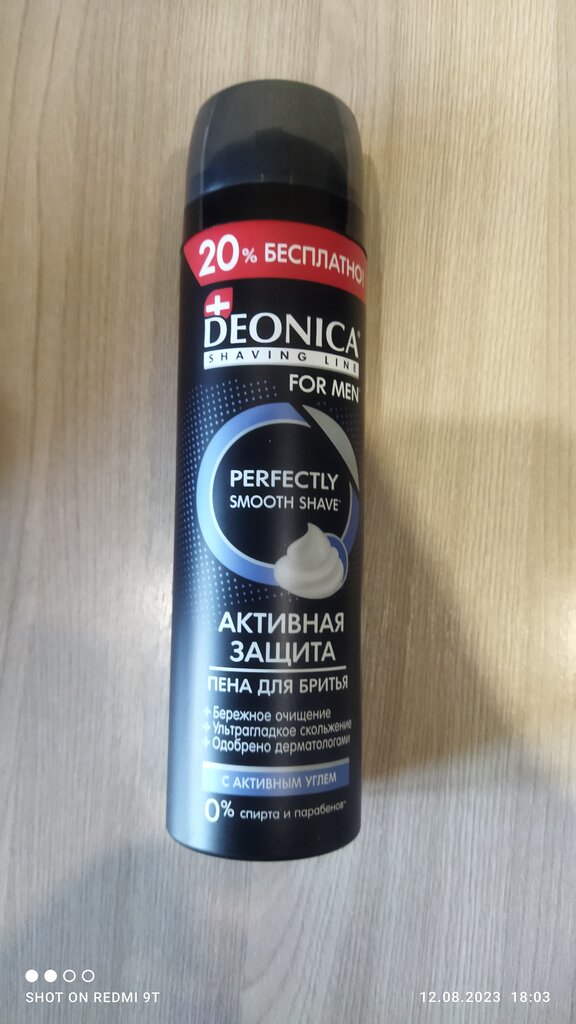 20% БЕСПЛАТНО!
DEONICA®
SHAVING LINE
FOR MEN
PERFECTLY
SMOOTH SHAVE*
АКТИВНАЯ
ЗАЩИТА
ПЕНА ДЛЯ БРИТЬЯ
+ Бережное очищение
+ Ультрагладкое скольжение
+ Одобрено дерматологами
С АКТИВНЫМ УГЛЕМ
0% спирта и парабенов**
SHOT ON REDMI 9T
12.08.2023 18:03